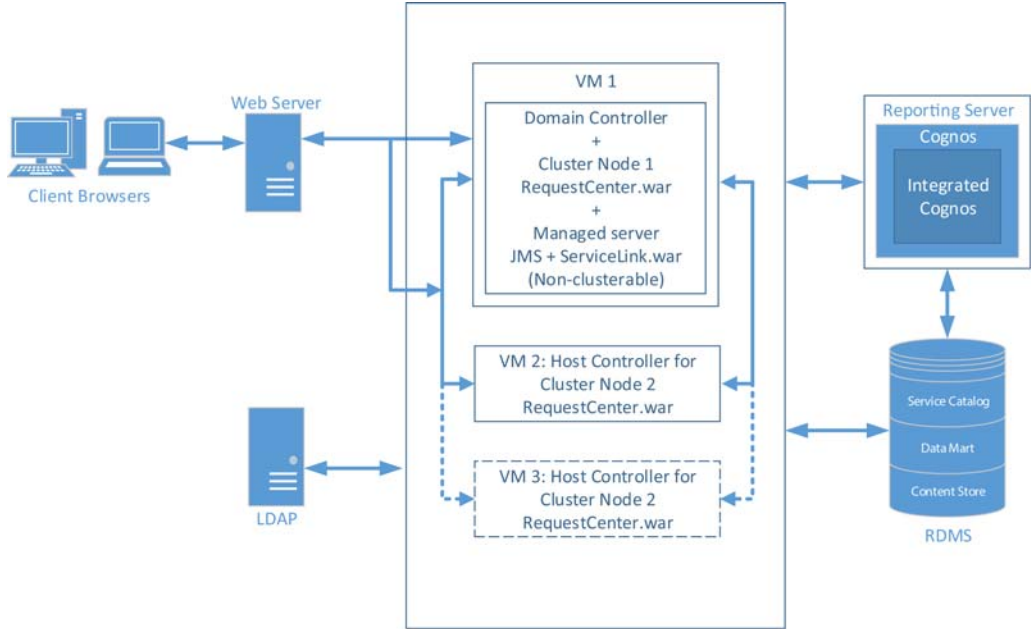 Client Browsers
Web Server
LDAP
VM 1
Domain Controller
+
Cluster Node 1
RequestCenter.war
+
Managed server
JMS + ServiceLink.war
(Non-clusterable)
VM 2: Host Controller for
Cluster Node 2
RequestCenter.war
VM 3: Host Controller for
Cluster Node 2
RequestCenter.war
Reporting Server
Cognos
Integrated
Cognos
Service Catalog
Data Mart
Content Store
RDMS